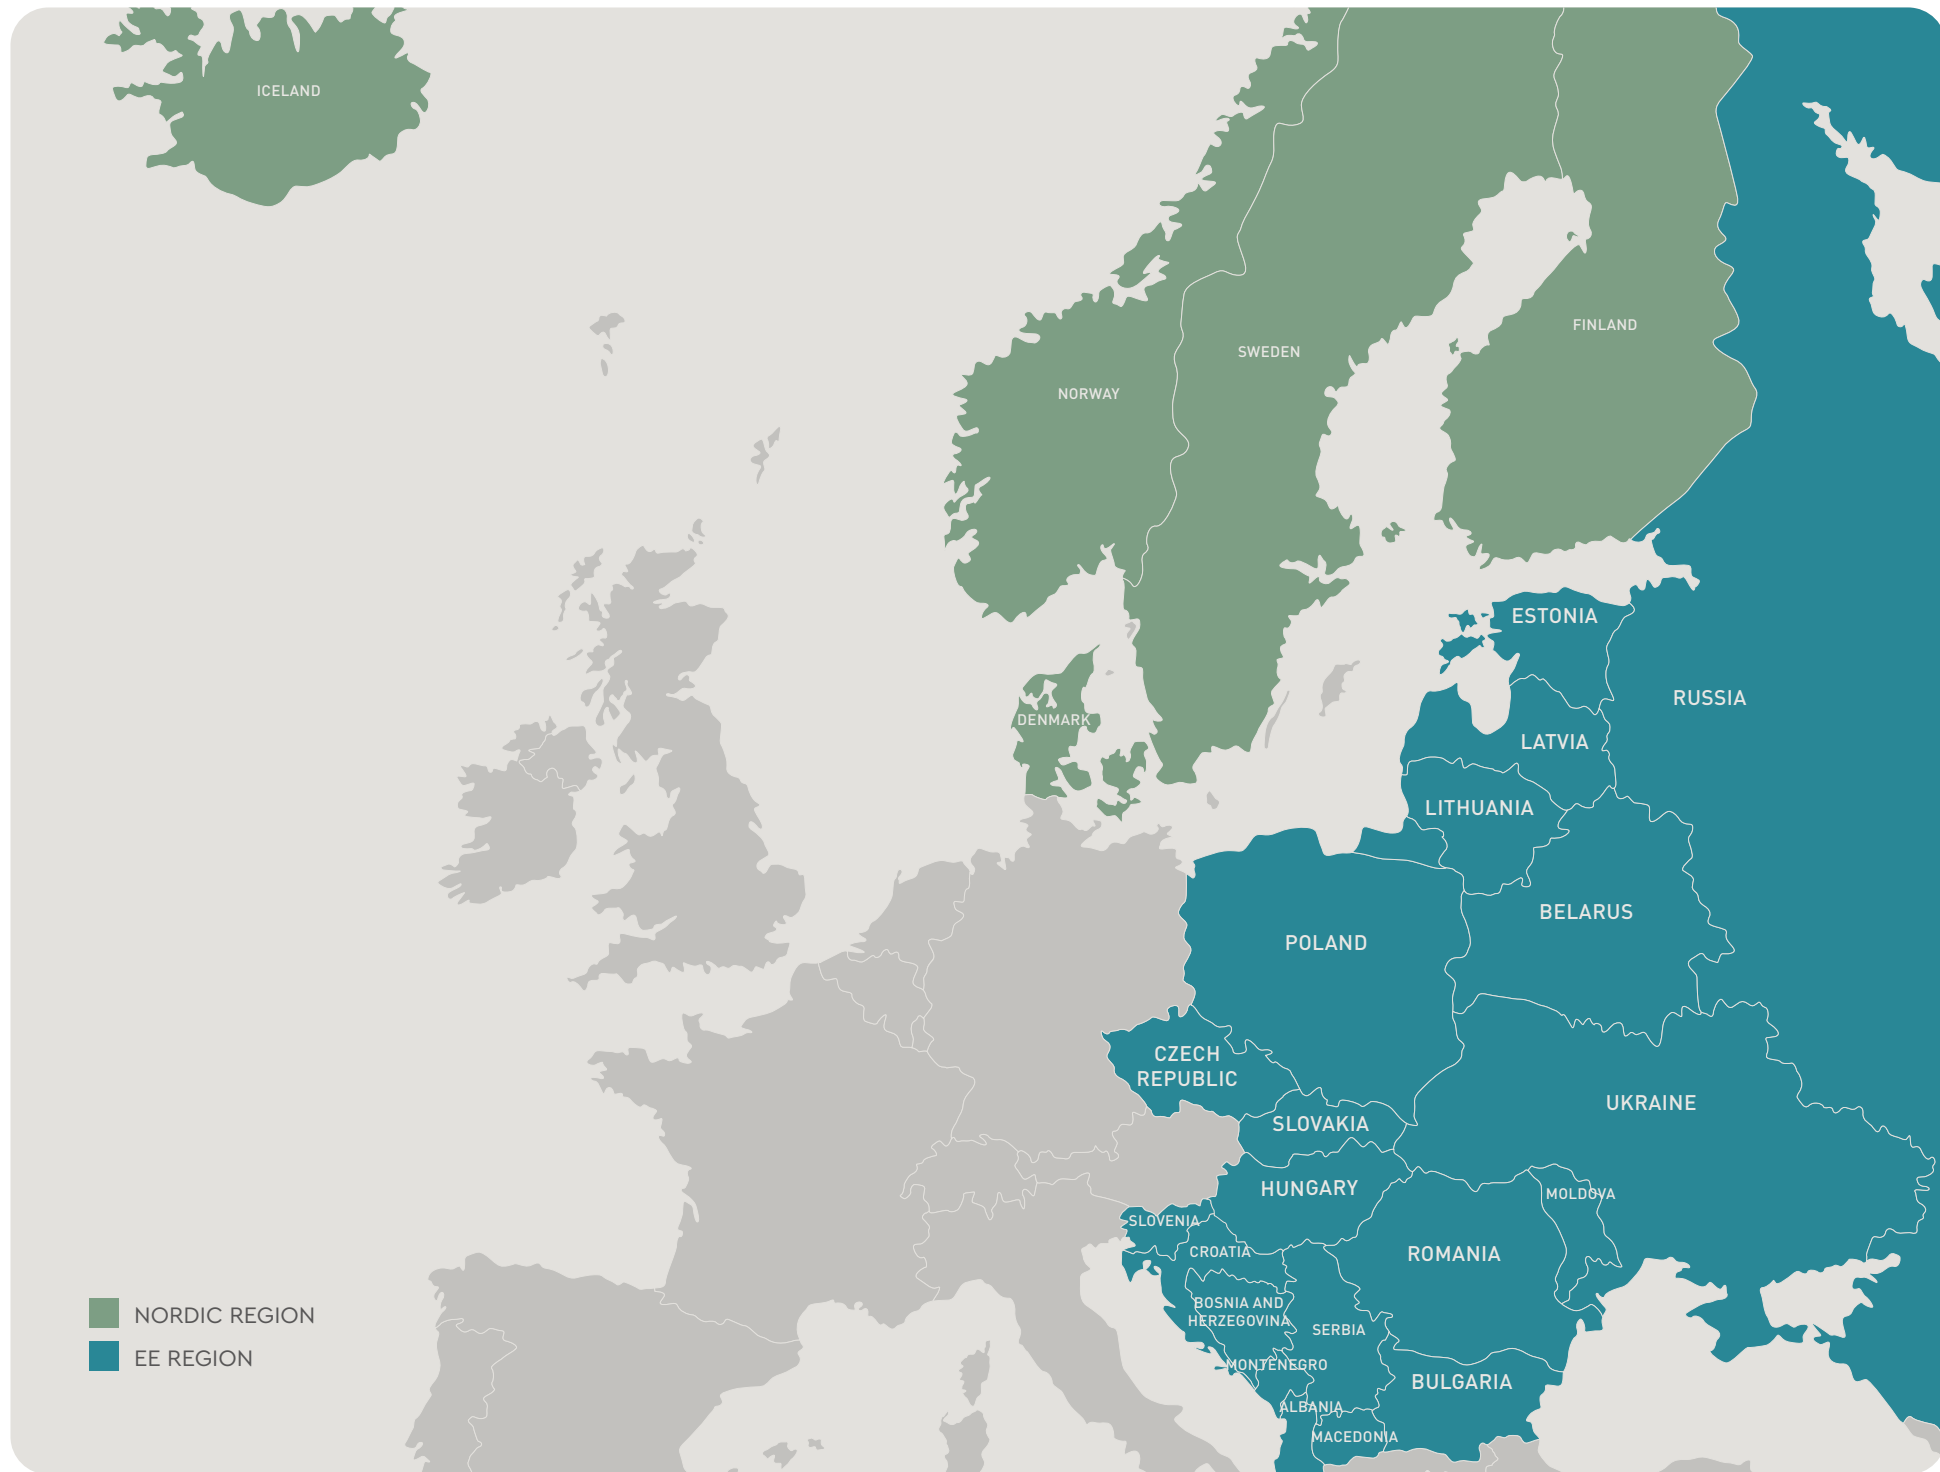 ICELAND
FINLAND
SWEDEN
NORWAY
ESTONIA
RUSSIA
DENMARK
LATVIA
LITHUANIA
BELARUS
POLAND
CZECH
REPUBLIC
UKRAINE
SLOVAKIA
HUNGARY
MOLDOVA
SLOVENIA
CROATIA
ROMANIA
BOSNIA AND
HERZEGOVINA
SERBIA
MONTENEGRO
BULGARIA
ALBANIA
MACEDONIA
NORDIC REGION
EE REGION